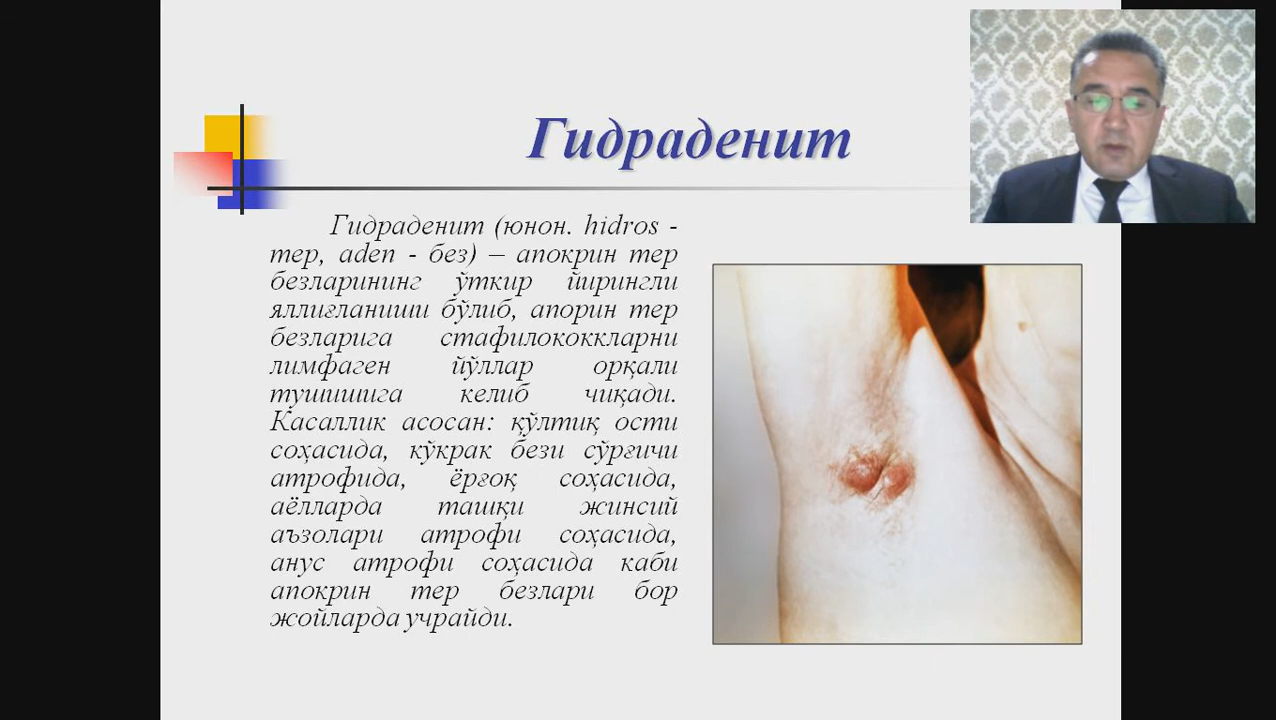 Гидраденит
Гидраденит (юнон. hidros -
тер, aden - без) – апокрин тер
безларининг ўткир йирингли
яллиғланиши бўлиб, апорин тер
безларига стафилококкларни
лимфаген йўллар орқали
тушишига келиб чиқади.
Касаллик асосан: қўлтиқ ости
соҳасида, кўкрак бези сўрғичи
атрофида, ёрғоқ соҳасида,
аёлларда ташқи жинсий
аъзолари атрофи соҳасида,
анус атрофи соҳасида каби
апокрин тер безлари бор
жойларда учрайди.